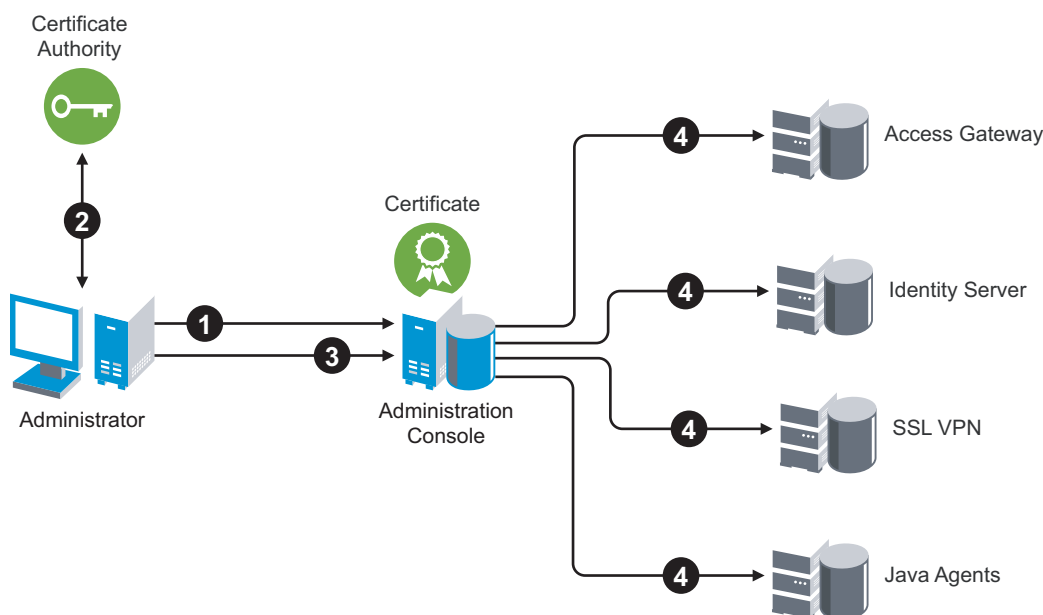 Certificate
Authority
4
Access Gateway
2
Certificate
4
Identity Server
1
3
Administrator
Administration
Console
4
SSL VPN
4
Java Agents